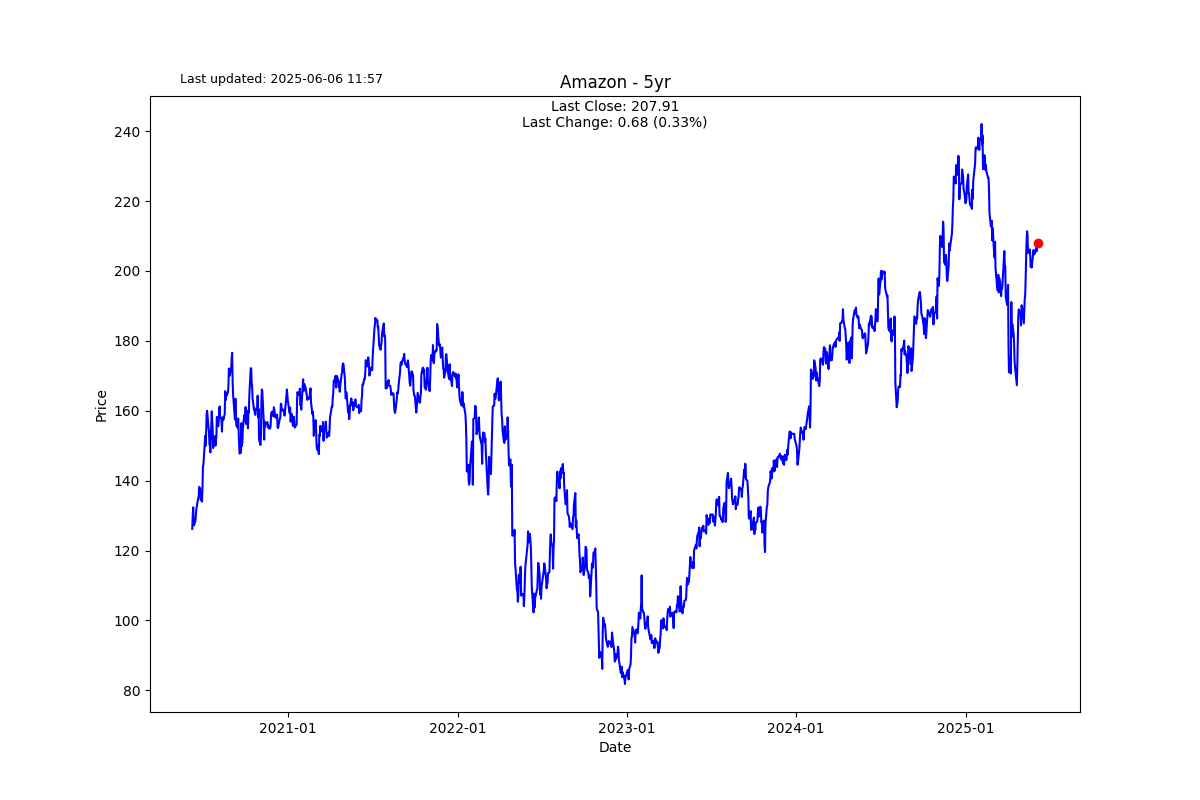 Last updated: 2025-06-06 11:57
Amazon - 5yr
Last Close: 207.91
Last Change: 0.68 (0.33%)
240
220
200
180
160
140
120
100
80
Price
2021-01
2022-01
2023-01
2024-01
2025-01
Date